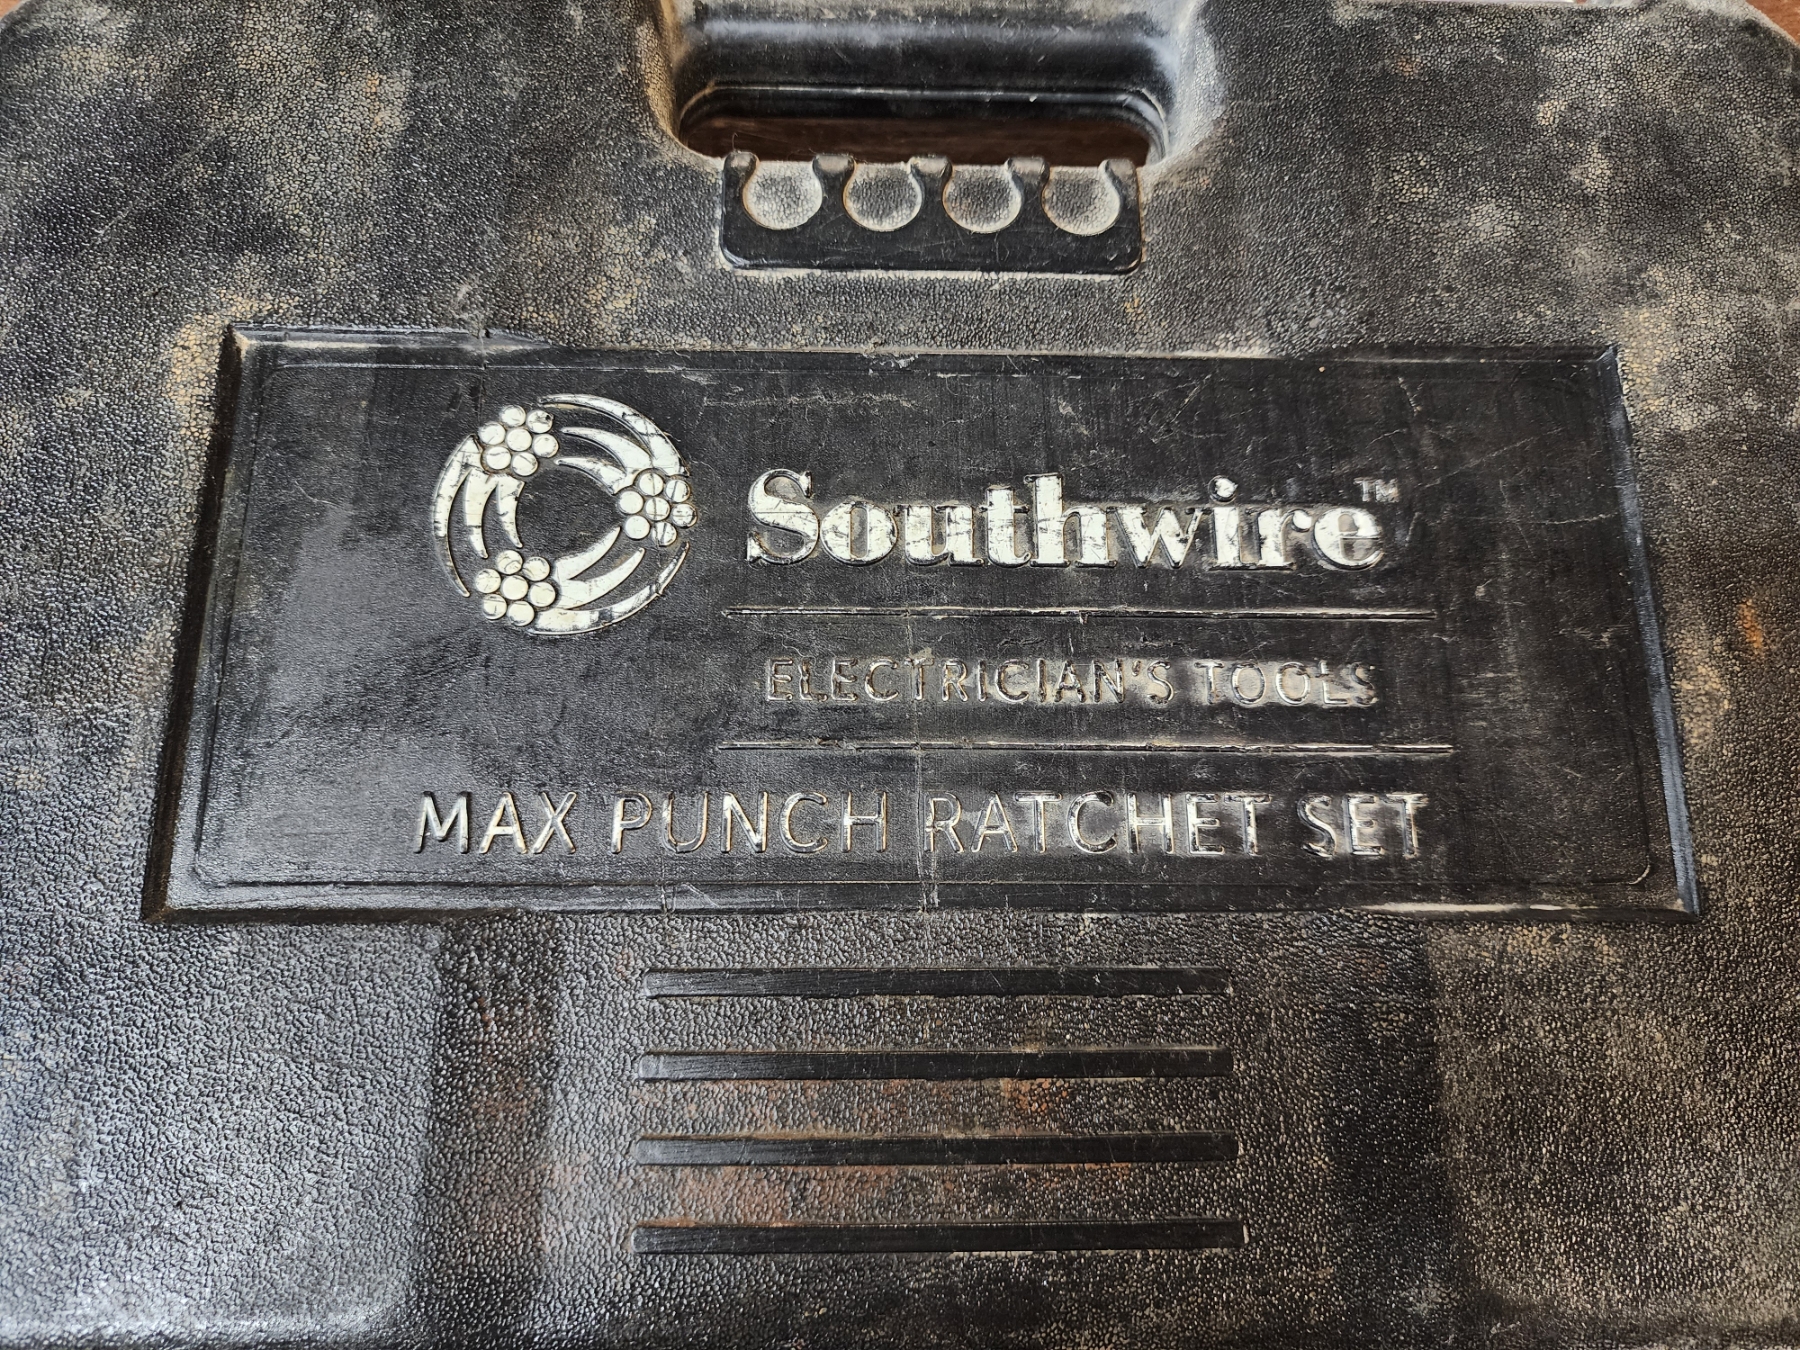 Southwire™
ELECTRICIAN'S TOOLS
MAX PUNCH RATCHET SET